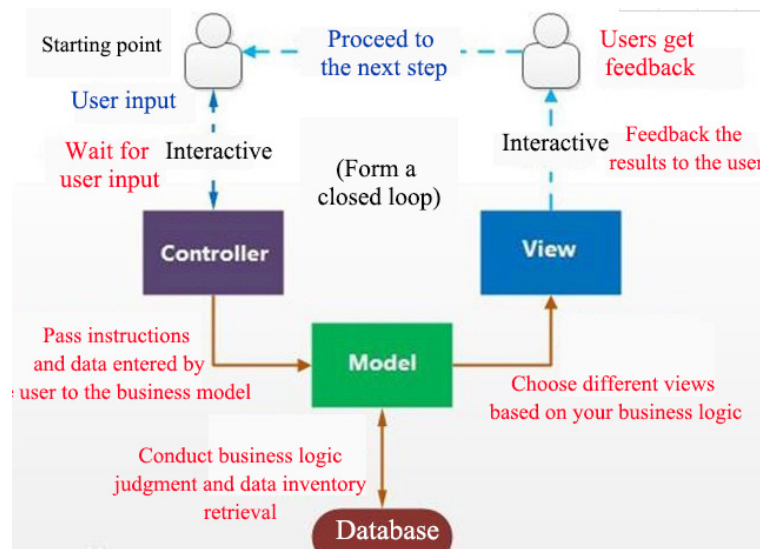 Starting point
Proceed to
the next step
Users get
feedback
User input
Wait for
user input
Interactive
(Form a
closed loop)
Interactive
Feedback the
results to the user
Controller
View
Pass instructions
and data entered by
user to the business model
Model
Choose different views
based on your business logic
Conduct business logic
judgment and data inventory
retrieval
Database